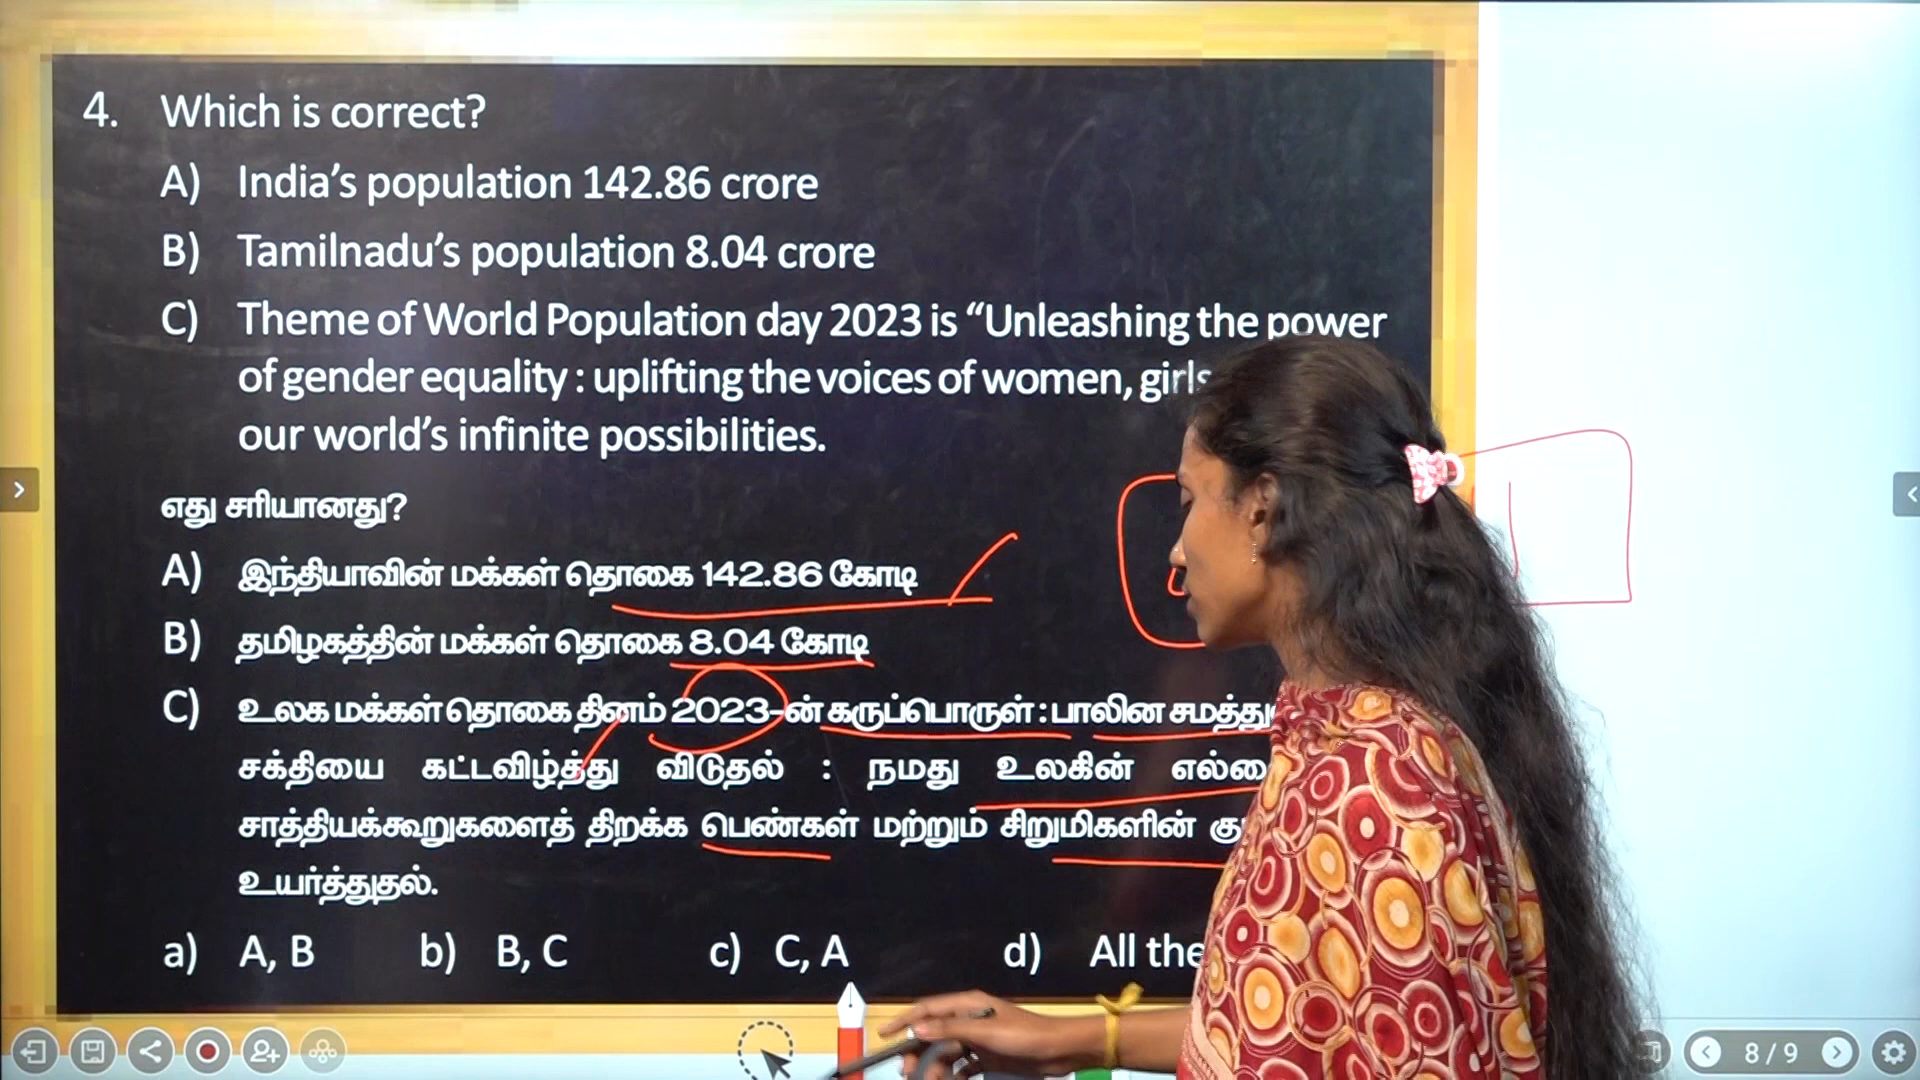 4. Which is correct?
A) India's population 142.86 crore
B) Tamilnadu's population 8.04 crore
C) Theme of World Population day 2023 is “Unleashing the power
of gender equality : uplifting the voices of women, girls
our world's infinite possibilities.
எது சரியானது?
A) இந்தியாவின் மக்கள் தொகை 142.86 கோடி
B) தமிழகத்தின் மக்கள் தொகை 8.04 கோடி
C) உலக மக்கள் தொகை தினம் 2023-ன் கருப்பொருள் : பாலின
சக்தியை கட்டவிழ்த்து விடுதல் : நமது உலகின்
சாத்தியக்கூறுகளைத் திறக்க பெண்கள் மற்றும் சிறுமிகளின்
உயர்த்துதல்.
a) A, B b) B, C c) C, A d) All the
8 / 9